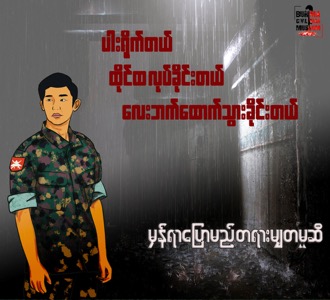 ပါးရိုက်တယ်
ထိုင်ထ လုပ်ခိုင်းတယ်
လေးဘက်ထောက်သွားခိုင်းတယ်
မှန်ရာပြောမည်တရားမျှတမှုဆီ